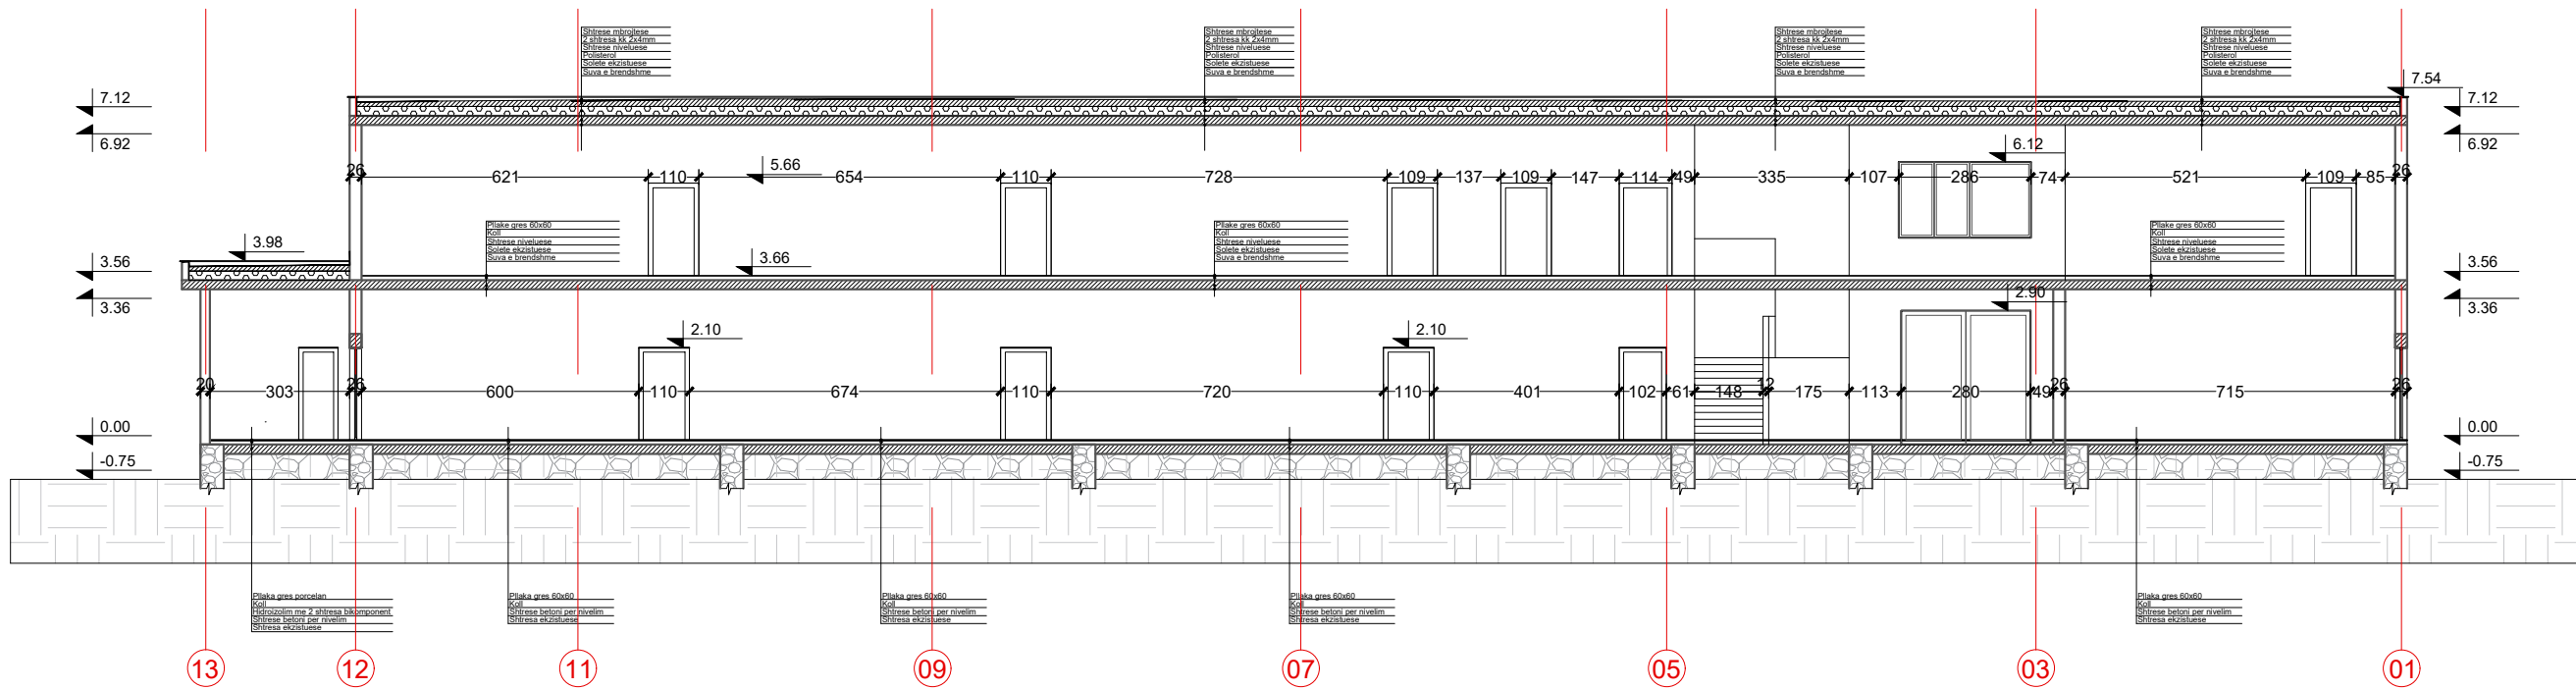 Shtrese mbrojtese
2 shtresa kk 2x4mm
Shtrese niveluese
Polisterol
Solete ekzistuese
Suva e brendshme
Shtrese mbrojtese
2 shtresa kk 2x4mm
Shtrese niveluese
Polisterol
Solete ekzistuese
Suva e brendshme
Shtrese mbrojtese
2 shtresa kk 2x4mm
Shtrese niveluese
Polisterol
Solete ekzistuese
Suva e brendshme
Shtrese mbrojtese
2 shtresa kk 2x4mm
Shtrese niveluese
Polisterol
Solete ekzistuese
Suva e brendshme
7.54
7.12
7.12
6.92
6.92
6.12
5.66
26 621 110 654 110 728 109 137 109 147 114 49 335 107 286 74 521 109 85 26
Pllake gres 60x60
Koll
Shtrese niveluese
Solete ekzistuese
Suva e brendshme
Pllake gres 60x60
Koll
Shtrese niveluese
Solete ekzistuese
Suva e brendshme
Pllake gres 60x60
Koll
Shtrese niveluese
Solete ekzistuese
Suva e brendshme
3.98
3.66
3.56
3.56
3.36
3.36
2.90
2.10
2.10
20 303 26 600 110 674 110 720 110 401 102 61 148 12 175 113 280 49 26 715 26
0.00
0.00
-0.75
-0.75
Pllaka gres porcelan
Koll
Hidroizolim me 2 shtresa bikomponent
Shtrese betoni per nivelim
Shtresa ekzistuese
Pllaka gres 60x60
Koll
Shtrese betoni per nivelim
Shtresa ekzistuese
Pllaka gres 60x60
Koll
Shtrese betoni per nivelim
Shtresa ekzistuese
Pllaka gres 60x60
Koll
Shtrese betoni per nivelim
Shtresa ekzistuese
Pllaka gres 60x60
Koll
Shtrese betoni per nivelim
Shtresa ekzistuese
13 12 11 09 07 05 03 01